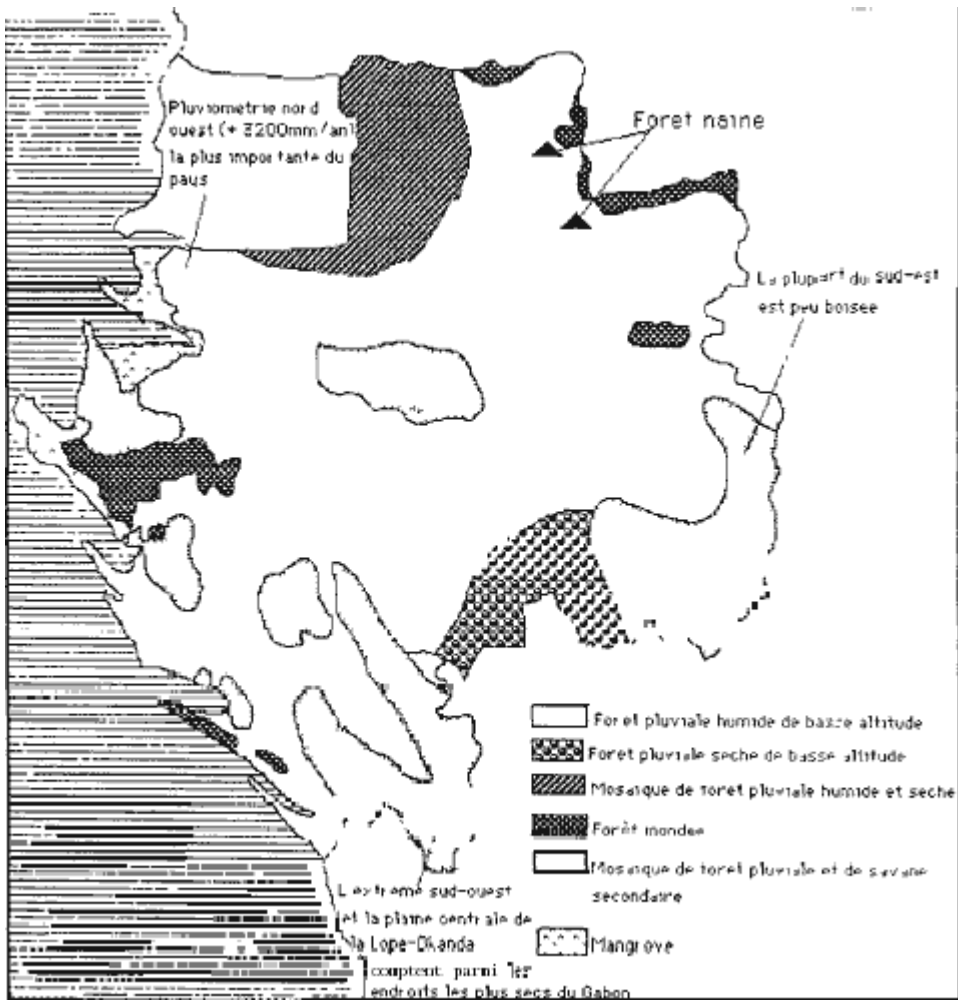 Pluviometrie nord
ouest (+ 3200mm/an)
la plus importante du
pays
Foret naine
La plupart du sud-est
est peu boisee
Foret pluviale humide de basse altitude
Foret pluviale seche de basse altitude
Mosaique de foret pluviale humide et seche
Forêt inondee
Mosaique de foret pluviale et de savane
secondaire
Mangrove
L extreme sud-ouest
et la plaine centrale de
la Lope-Okanda
comptent parmi les
endroits les plus secs du Gabon